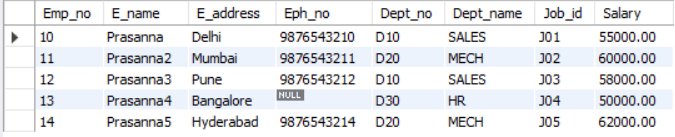 Emp_no E_name E_address Eph_no Dept_no Dept_name Job_id Salary
10 Prasanna Delhi 9876543210 D10 SALES J01 55000.00
11 Prasanna2 Mumbai 9876543211 D20 MECH J02 60000.00
12 Prasanna3 Pune 9876543212 D10 SALES J03 58000.00
13 Prasanna4 Bangalore NULL D30 HR J04 50000.00
14 Prasanna5 Hyderabad 9876543214 D20 MECH J05 62000.00